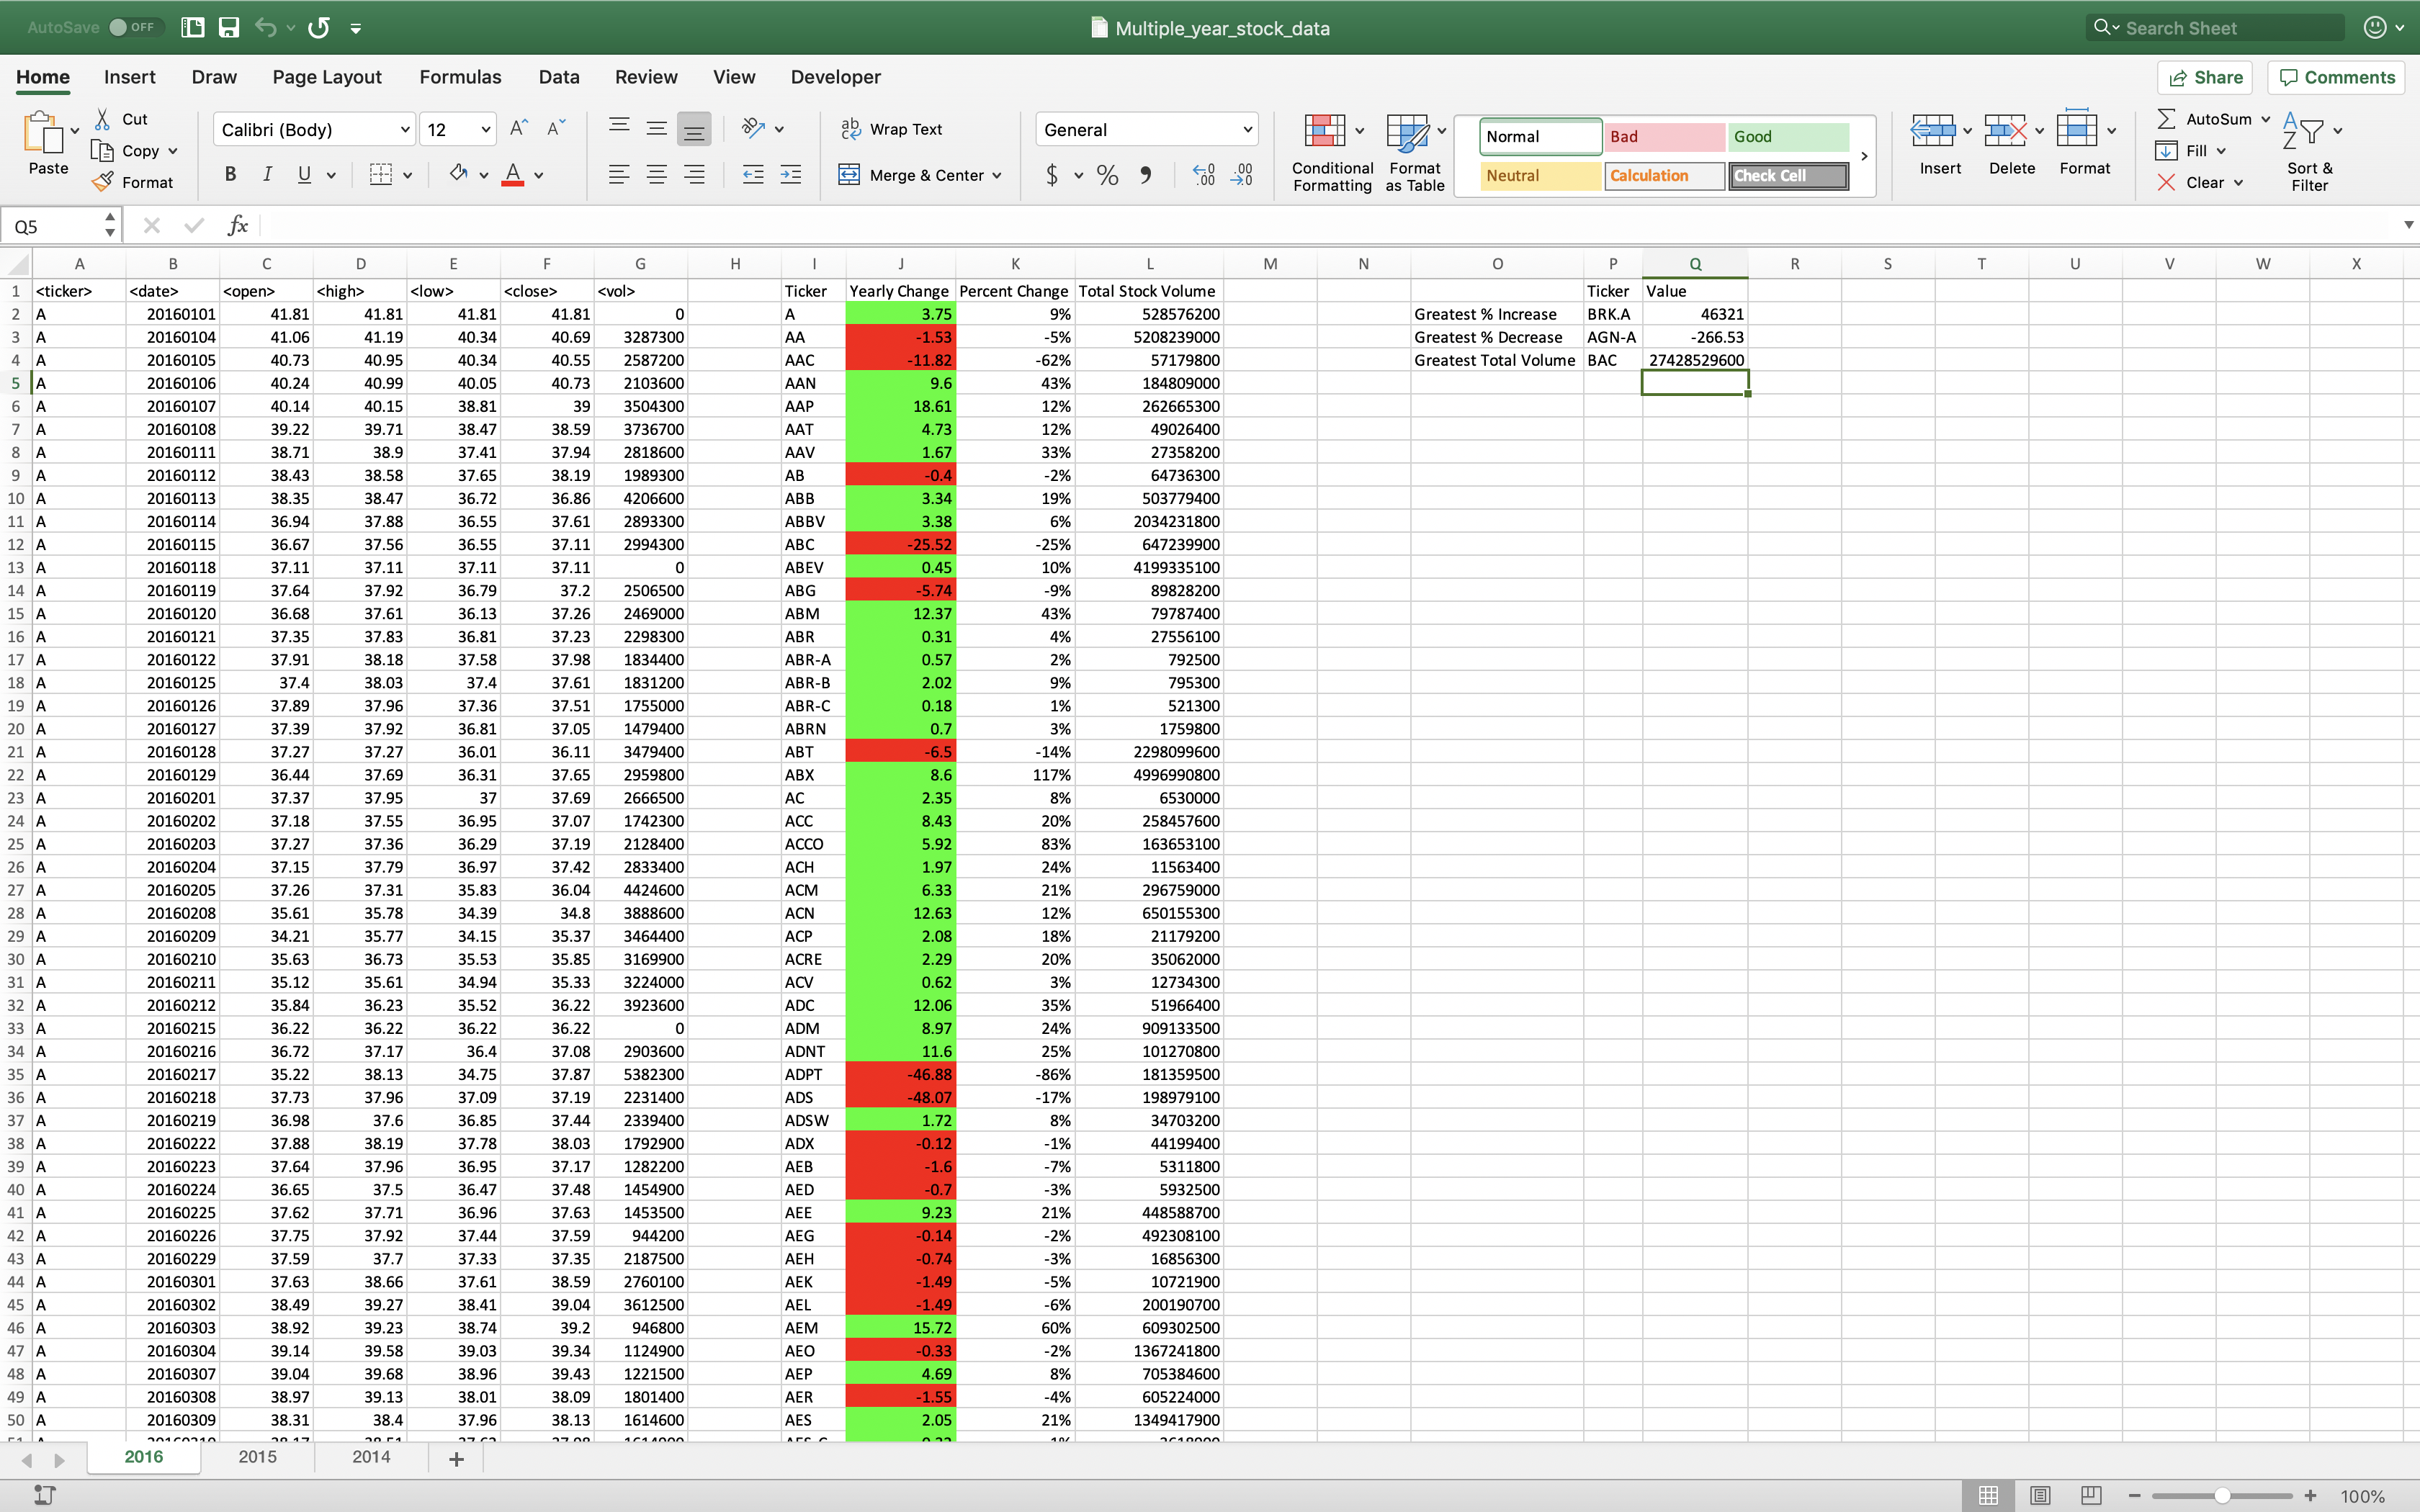 AutoSave OFF Multiple_year_stock_data Search Sheet
Home Insert Draw Page Layout Formulas Data Review View Developer Share Comments
Paste Cut Copy Format Calibri (Body) 12 Wrap Text Merge & Center General Conditional Formatting Format as Table Normal Bad Good Neutral Calculation Check Cell Insert Delete Format AutoSum Fill Clear Sort & Filter
Q5 fx
A B C D E F G H I J K L M N O P Q R S T U V W X
1 <ticker> <date> <open> <high> <low> <close> <vol> Ticker Yearly Change Percent Change Total Stock Volume Ticker Value
2 A 20160101 41.81 41.81 41.81 41.81 0 A 3.75 9% 528576200 Greatest % Increase BRK.A 46321
3 A 20160104 41.06 41.19 40.34 40.69 3287300 AA -1.53 -5% 5208239000 Greatest % Decrease AGN-A -266.53
4 A 20160105 40.73 40.95 40.34 40.55 2587200 AAC -11.82 -62% 57179800 Greatest Total Volume BAC 27428529600
5 A 20160106 40.24 40.99 40.05 40.73 2103600 AAN 9.6 43% 184809000
6 A 20160107 40.14 40.15 38.81 39 3504300 AAP 18.61 12% 262665300
7 A 20160108 39.22 39.71 38.47 38.59 3736700 AAT 4.73 12% 49026400
8 A 20160111 38.71 38.9 37.41 37.94 2818600 AAV 1.67 33% 27358200
9 A 20160112 38.43 38.58 37.65 38.19 1989300 AB -0.4 -2% 64736300
10 A 20160113 38.35 38.47 36.72 36.86 4206600 ABB 3.34 19% 503779400
11 A 20160114 36.94 37.88 36.55 37.61 2893300 ABBV 3.38 6% 2034231800
12 A 20160115 36.67 37.56 36.55 37.11 2994300 ABC -25.52 -25% 647239900
13 A 20160118 37.11 37.11 37.11 37.11 0 ABEV 0.45 10% 4199335100
14 A 20160119 37.64 37.92 36.79 37.2 2506500 ABG -5.74 -9% 89828200
15 A 20160120 36.68 37.61 36.13 37.26 2469000 ABM 12.37 43% 79787400
16 A 20160121 37.35 37.83 36.81 37.23 2298300 ABR 0.31 4% 27556100
17 A 20160122 37.91 38.18 37.58 37.98 1834400 ABR-A 0.57 2% 792500
18 A 20160125 37.4 38.03 37.4 37.61 1831200 ABR-B 2.02 9% 795300
19 A 20160126 37.89 37.96 37.36 37.51 1755000 ABR-C 0.18 1% 521300
20 A 20160127 37.39 37.92 36.81 37.05 1479400 ABRN 0.7 3% 1759800
21 A 20160128 37.27 37.27 36.01 36.11 3479400 ABT -6.5 -14% 2298099600
22 A 20160129 36.44 37.69 36.31 37.65 2959800 ABX 8.6 117% 4996990800
23 A 20160201 37.37 37.95 37 37.69 2666500 AC 2.35 8% 6530000
24 A 20160202 37.18 37.55 36.95 37.07 1742300 ACC 8.43 20% 258457600
25 A 20160203 37.27 37.36 36.29 37.19 2128400 ACCO 5.92 83% 163653100
26 A 20160204 37.15 37.79 36.97 37.42 2833400 ACH 1.97 24% 11563400
27 A 20160205 37.26 37.31 35.83 36.04 4424600 ACM 6.33 21% 296759000
28 A 20160208 35.61 35.78 34.39 34.8 3888600 ACN 12.63 12% 650155300
29 A 20160209 34.21 35.77 34.15 35.37 3464400 ACP 2.08 18% 21179200
30 A 20160210 35.63 36.73 35.53 35.85 3169900 ACRE 2.29 20% 35062000
31 A 20160211 35.12 35.61 34.94 35.33 3224000 ACV 0.62 3% 12734300
32 A 20160212 35.84 36.23 35.52 36.22 3923600 ADC 12.06 35% 51966400
33 A 20160215 36.22 36.22 36.22 36.22 0 ADM 8.97 24% 909133500
34 A 20160216 36.72 37.17 36.4 37.08 2903600 ADNT 11.6 25% 101270800
35 A 20160217 35.22 38.13 34.75 37.87 5382300 ADPT -46.88 -86% 181359500
36 A 20160218 37.73 37.96 37.09 37.19 2231400 ADS -48.07 -17% 198979100
37 A 20160219 36.98 37.6 36.85 37.44 2339400 ADSW 1.72 8% 34703200
38 A 20160222 37.88 38.19 37.78 38.03 1792900 ADX -0.12 -1% 44199400
39 A 20160223 37.64 37.96 36.95 37.17 1282200 AEB -1.6 -7% 5311800
40 A 20160224 36.65 37.5 36.47 37.48 1454900 AED -0.7 -3% 5932500
41 A 20160225 37.62 37.71 36.96 37.63 1453500 AEE 9.23 21% 448588700
42 A 20160226 37.75 37.92 37.44 37.59 944200 AEG -0.14 -2% 492308100
43 A 20160229 37.59 37.7 37.33 37.35 2187500 AEH -0.74 -3% 16856300
44 A 20160301 37.63 38.66 37.61 38.59 2760100 AEK -1.49 -5% 10721900
45 A 20160302 38.49 39.27 38.41 39.04 3612500 AEL -1.49 -6% 200190700
46 A 20160303 38.92 39.23 38.74 39.2 946800 AEM 15.72 60% 609302500
47 A 20160304 39.14 39.58 39.03 39.34 1124900 AEO -0.33 -2% 1367241800
48 A 20160307 39.04 39.68 38.96 39.43 1221500 AEP 4.69 8% 705384600
49 A 20160308 38.97 39.13 38.01 38.09 1801400 AER -1.55 -4% 605224000
50 A 20160309 38.31 38.4 37.96 38.13 1614600 AES 2.05 21% 1349417900
2016 2015 2014 +
100%